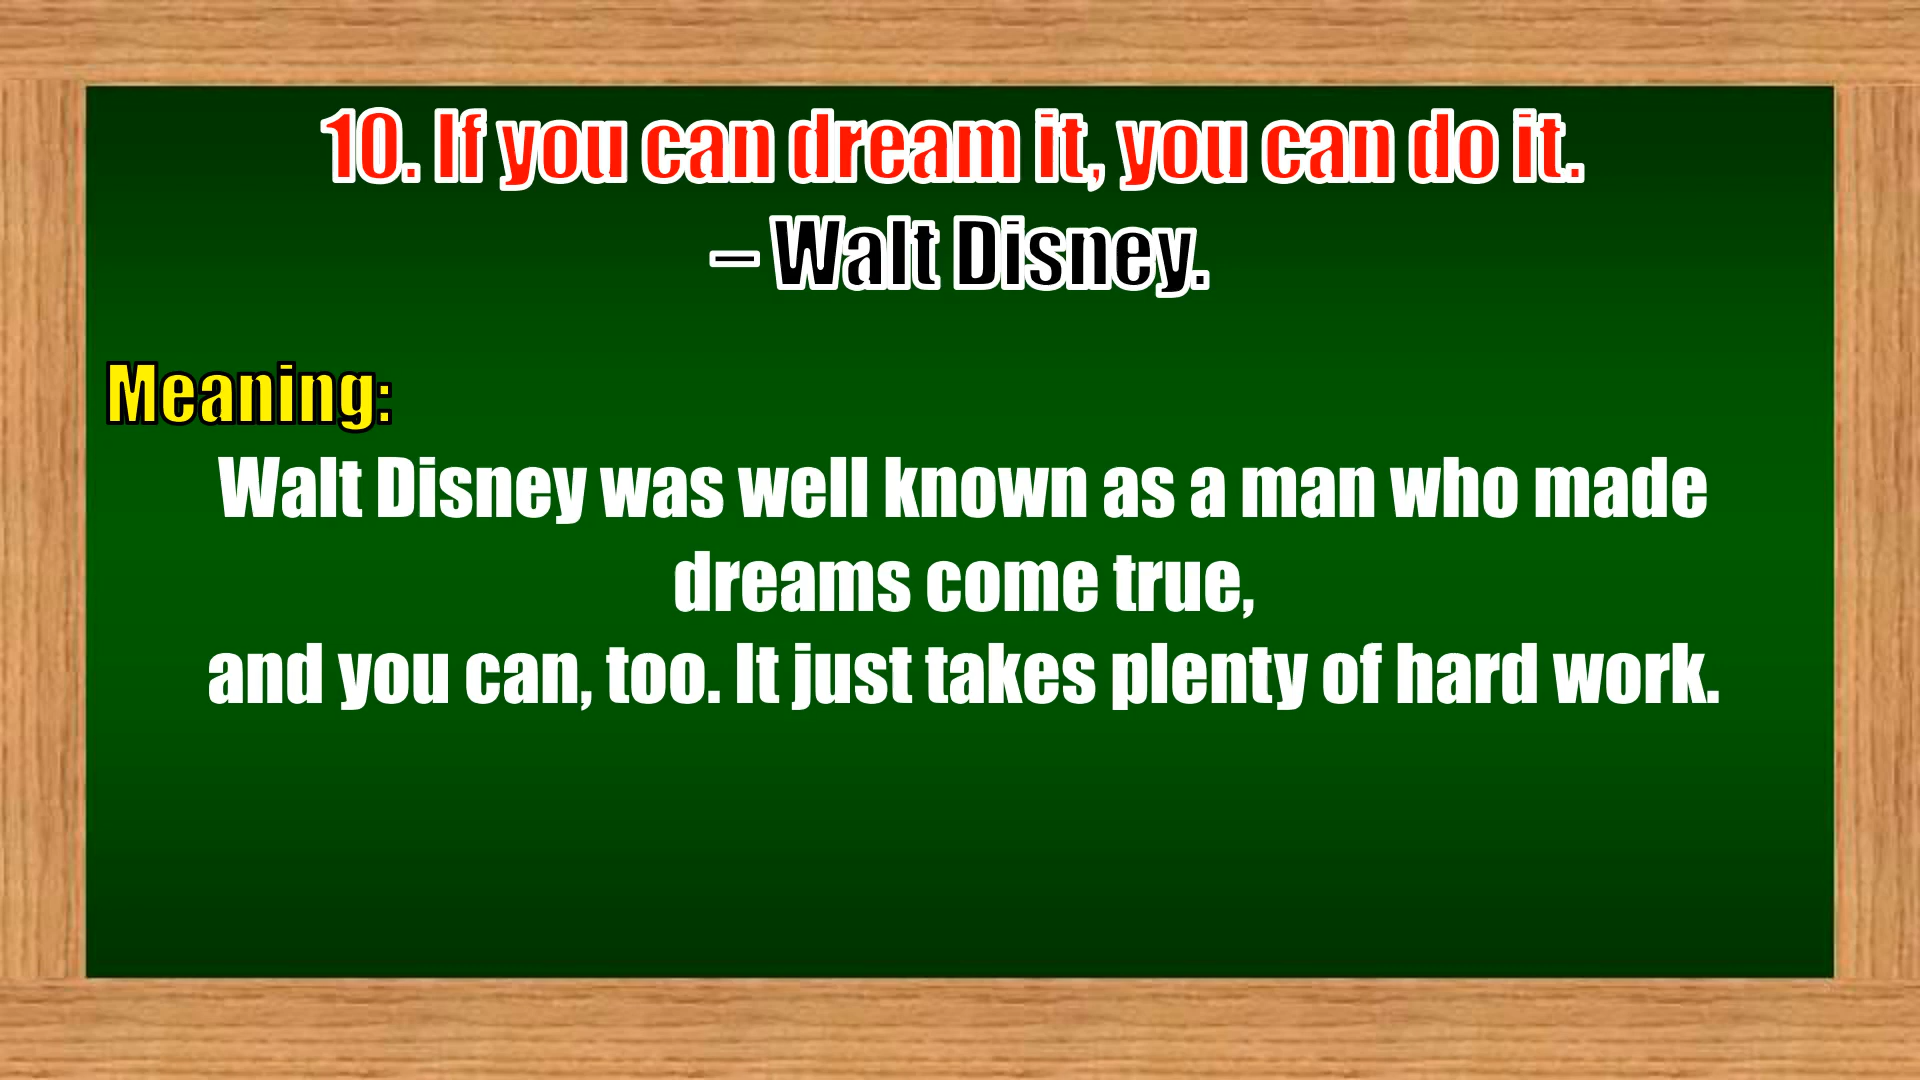 10. If you can dream it, you can do it.
– Walt Disney.
Meaning:
Walt Disney was well known as a man who made
dreams come true,
and you can, too. It just takes plenty of hard work.